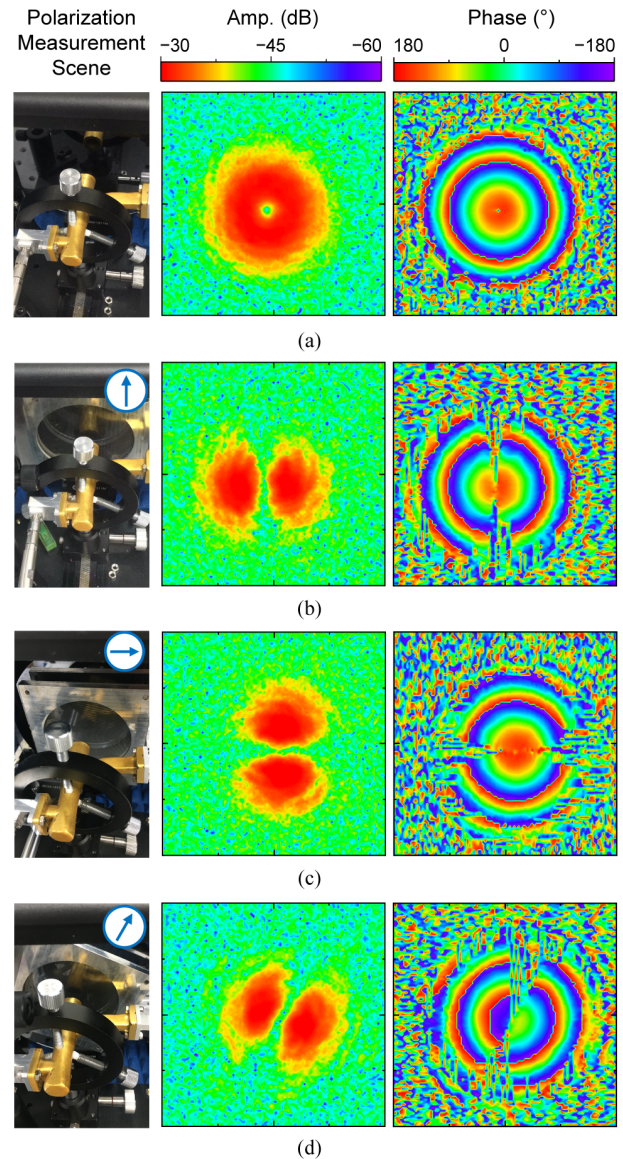 Polarization
Measurement
Scene
Amp. (dB)
−30 −45 −60
Phase (°)
180 0 −180
(a)
(b)
(c)
(d)